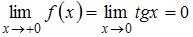 lim f(x) = lim tgx = 0
x→+0 x→0